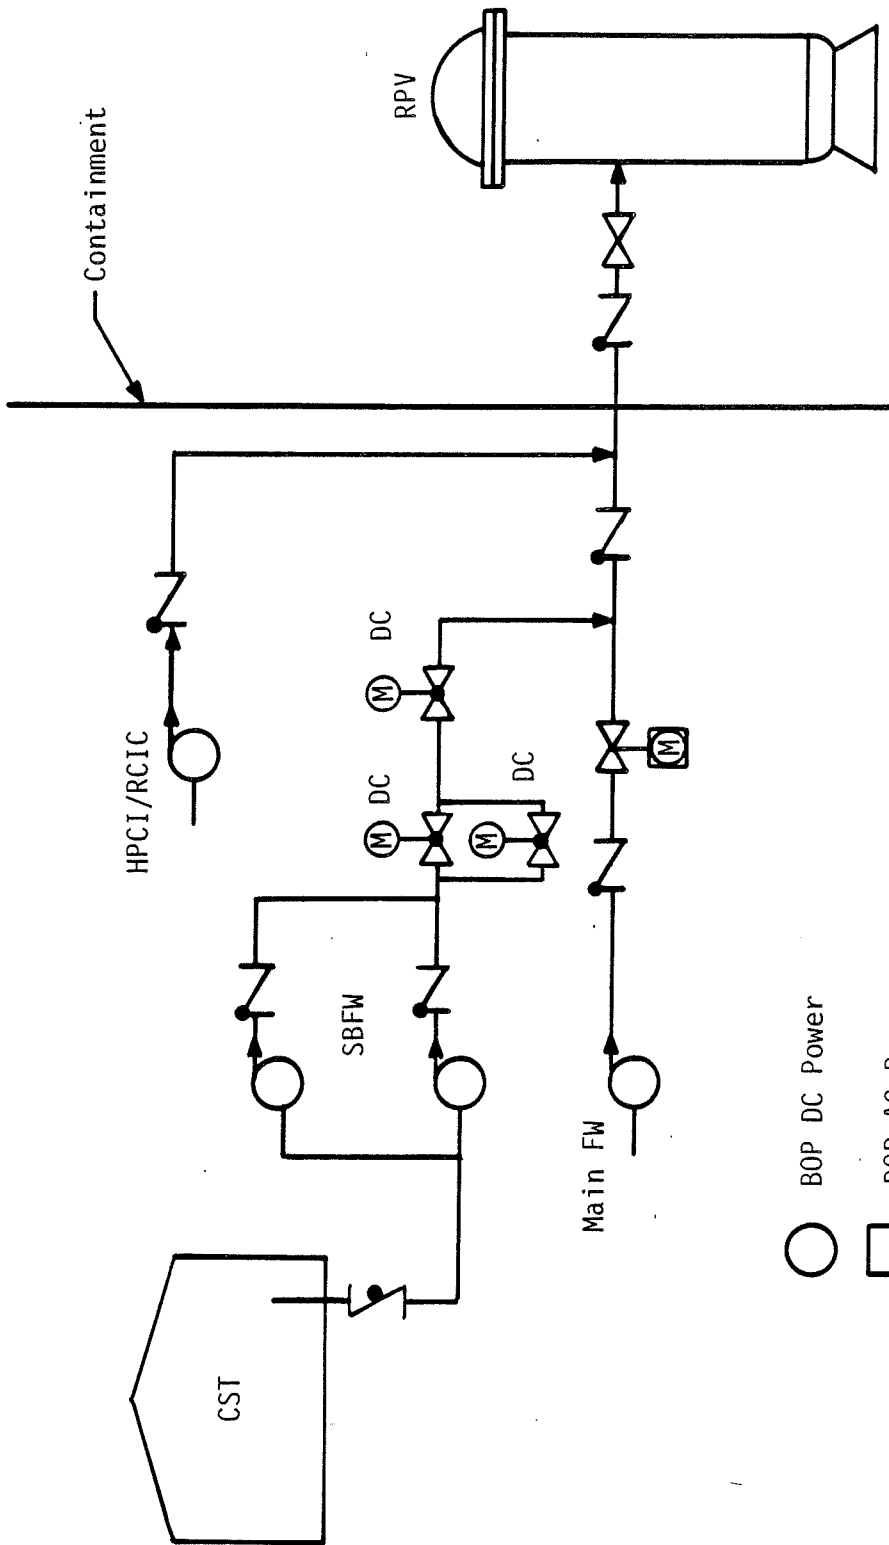 Containment
RPV
HPCI/RCIC
DC
M
DC
M
DC
M
SBFW
M
Main FW
CST
BOP DC Power